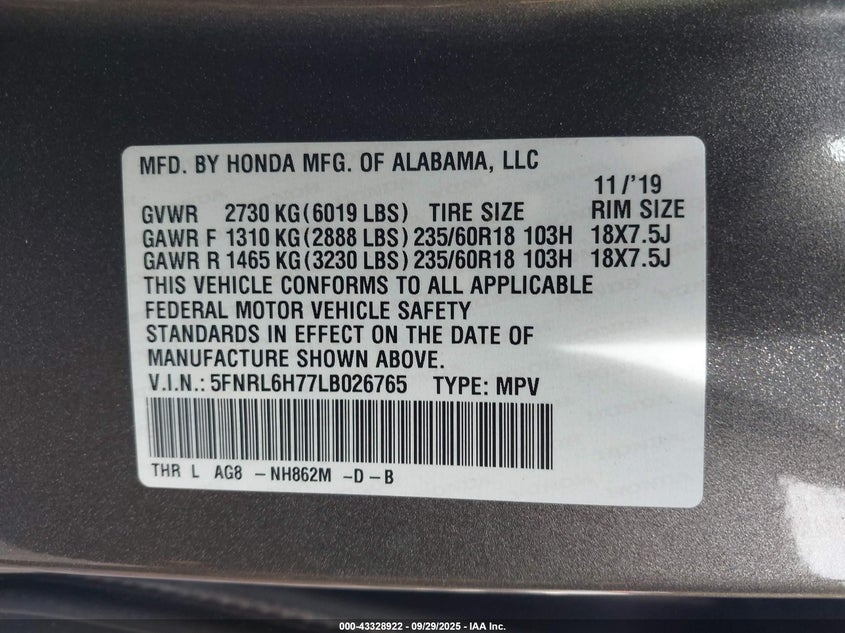 MFD. BY HONDA MFG. OF ALABAMA, LLC
11/'19
GVWR 2730 KG(6019 LBS) TIRE SIZE RIM SIZE
GAWR F 1310 KG(2888 LBS) 235/60R18 103H 18X7.5J
GAWR R 1465 KG(3230 LBS) 235/60R18 103H 18X7.5J
THIS VEHICLE CONFORMS TO ALL APPLICABLE
FEDERAL MOTOR VEHICLE SAFETY
STANDARDS IN EFFECT ON THE DATE OF
MANUFACTURE SHOWN ABOVE.
V.I.N.: 5FNRL6H77LB026765 TYPE: MPV
THR L AG8 -NH862M -D-B
000-43328922 - 09/29/2025 - IAA Inc.